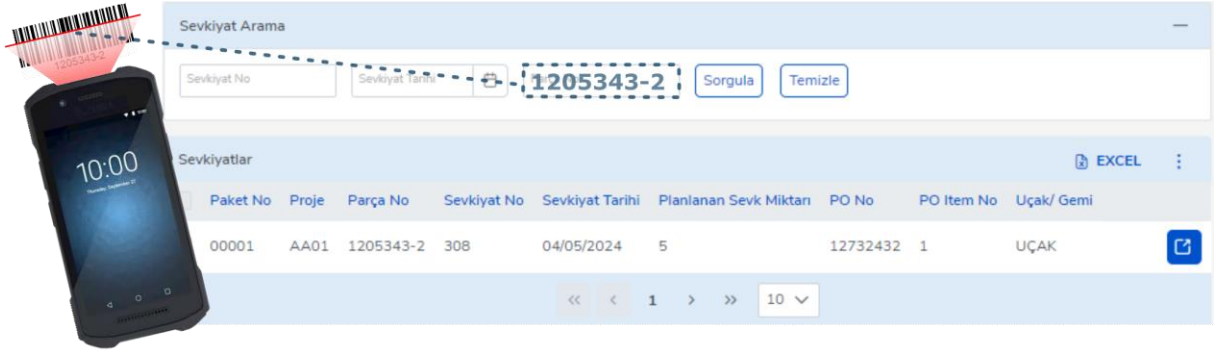 1205343-2
10:00
Sevkiyat Arama
Sevkiyat No
Sevkiyat Tarihi
1205343-2
Sorgula
Temizle
Sevkiyatlar
EXCEL
Paket No Proje Parça No Sevkiyat No Sevkiyat Tarihi Planlanan Sevk Miktarı PO No PO Item No Uçak/ Gemi
00001 AA01 1205343-2 308 04/05/2024 5 12732432 1 UÇAK
<< < 1 > >> 10